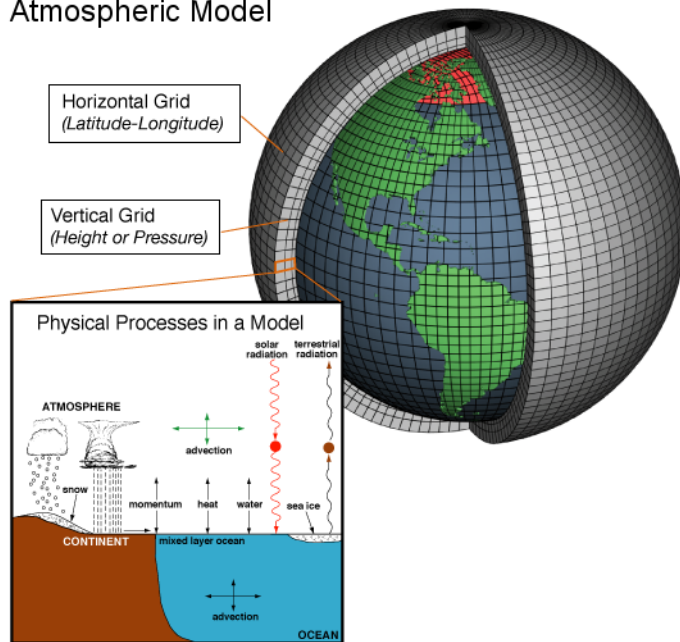 Atmospheric Model
Horizontal Grid
(Latitude-Longitude)
Vertical Grid
(Height or Pressure)
Physical Processes in a Model
solar
radiation
terrestrial
radiation
ATMOSPHERE
advection
snow
momentum
heat
water
sea ice
CONTINENT
mixed layer ocean
advection
OCEAN